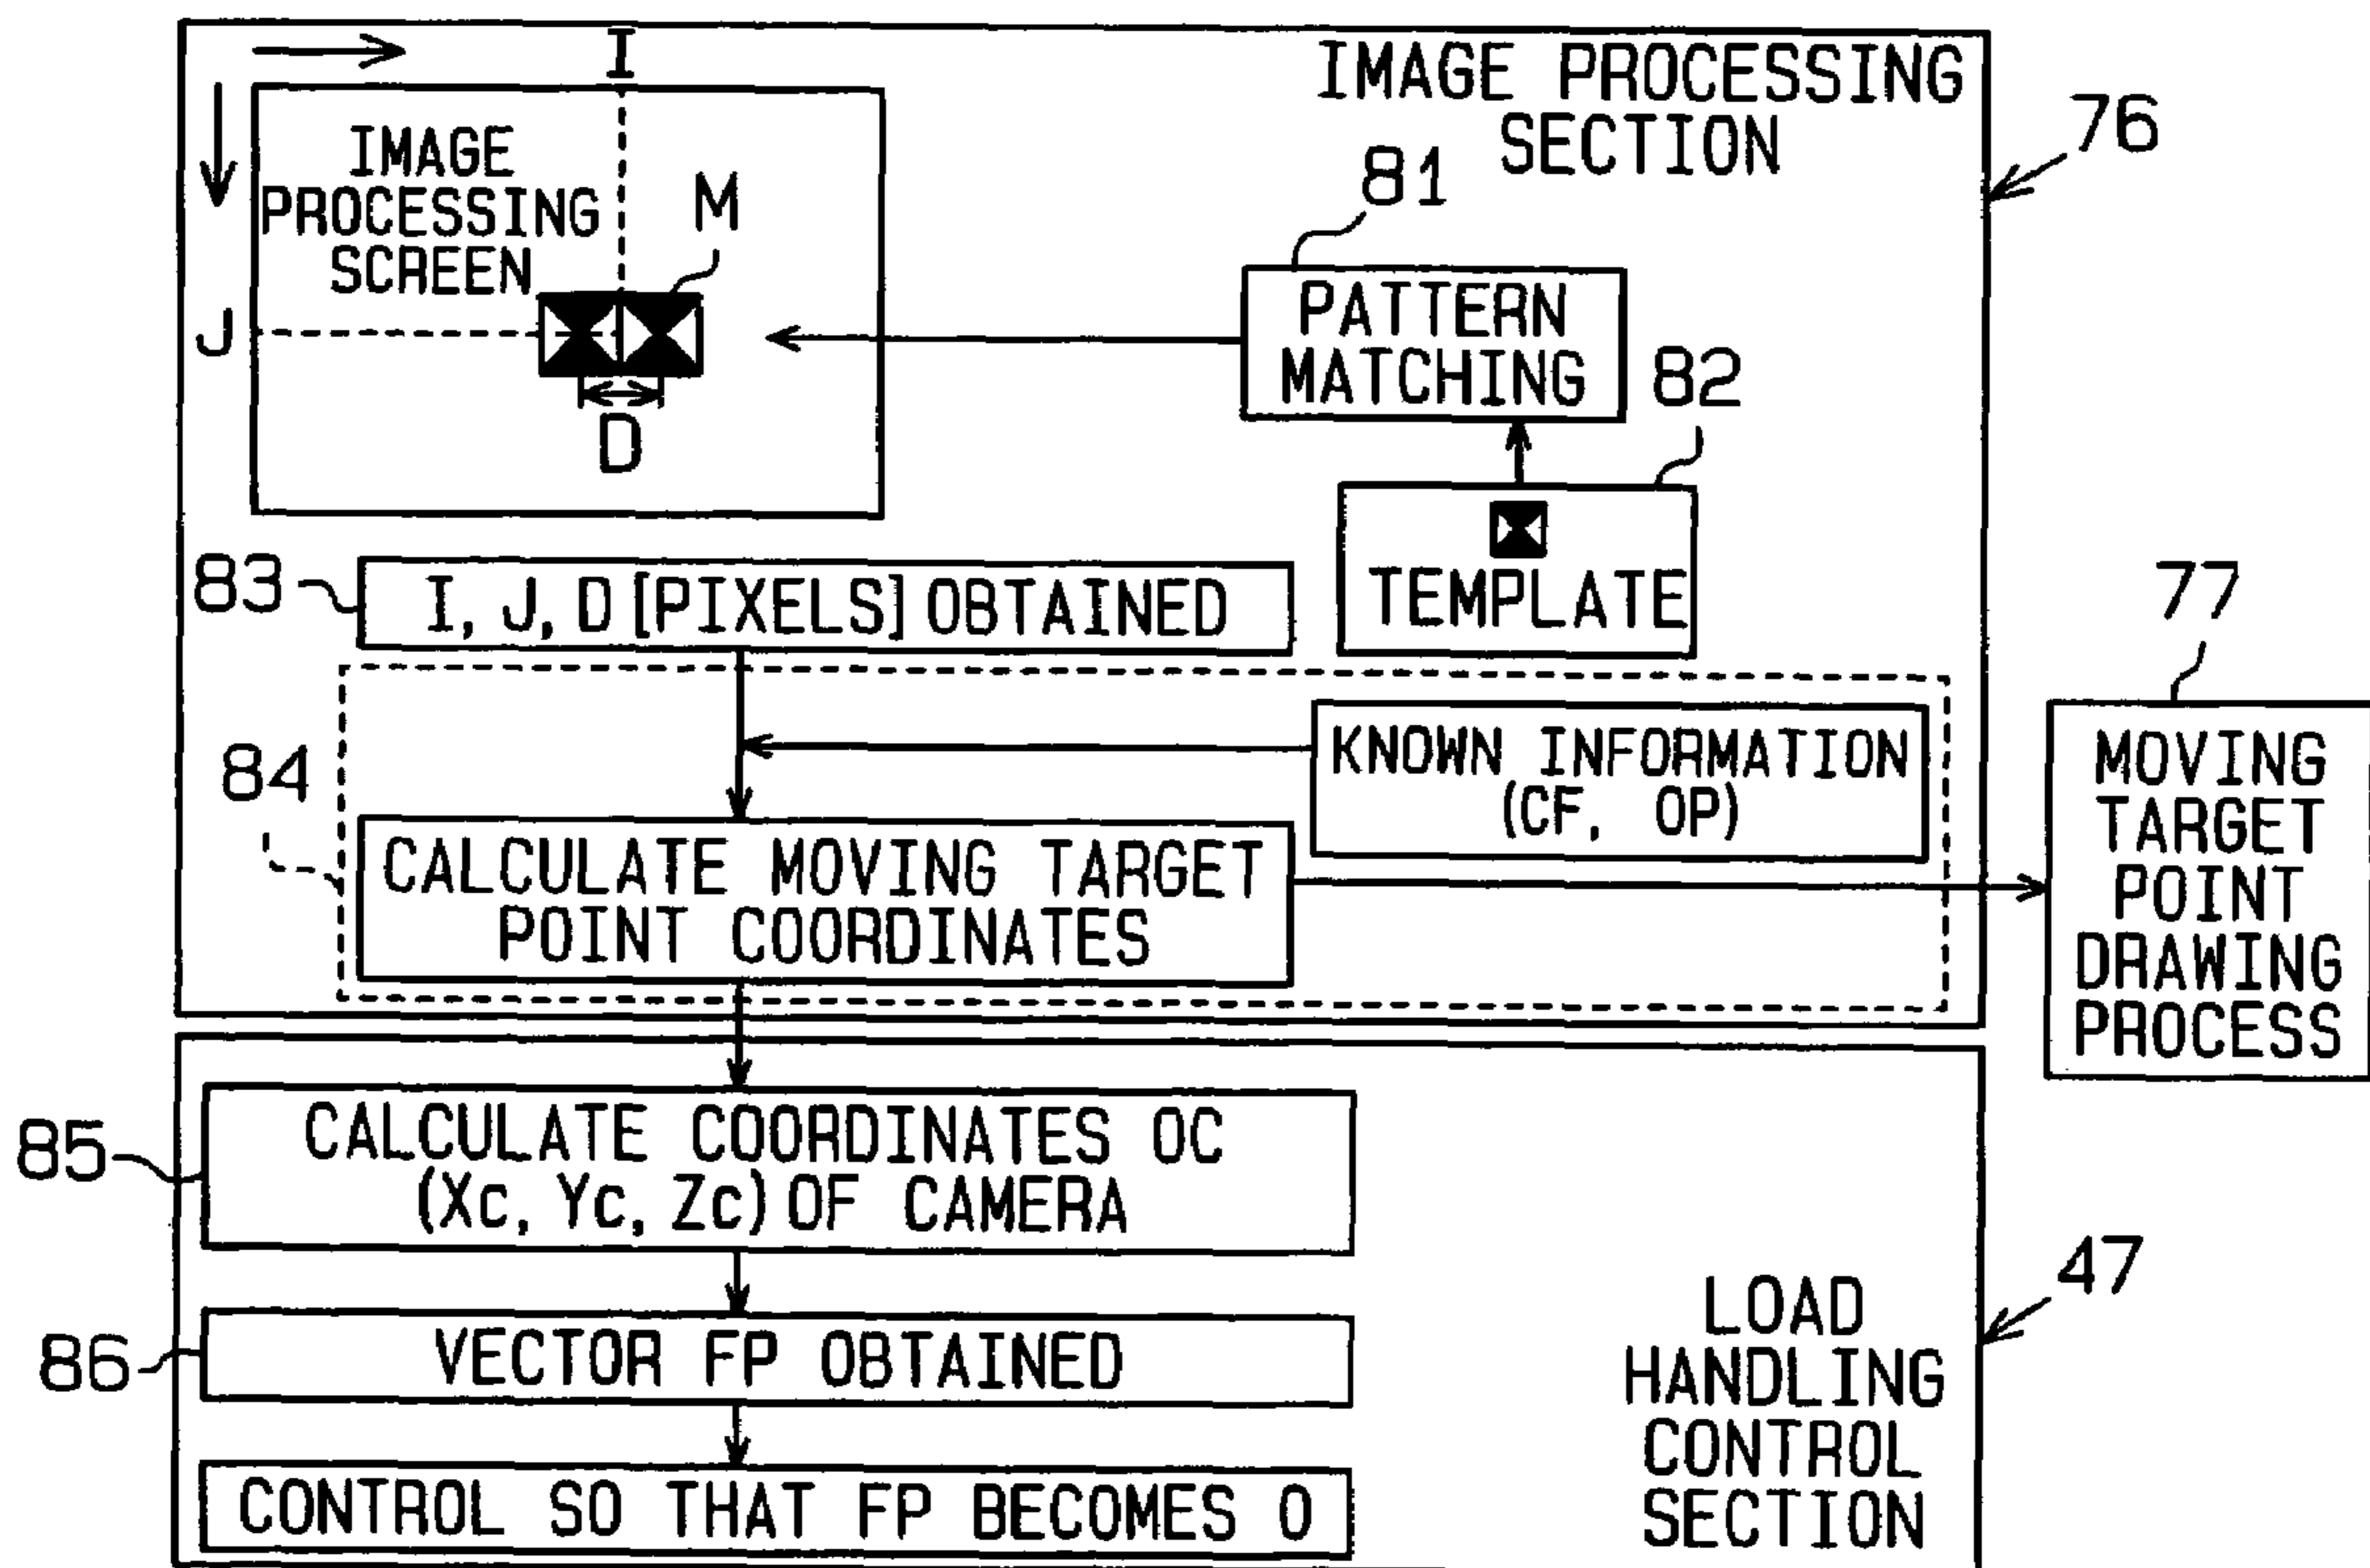 I
IMAGE PROCESSING
SECTION
76
IMAGE
PROCESSING
SCREEN
M
81
J
D
PATTERN
MATCHING
82
TEMPLATE
83
I, J, D [PIXELS] OBTAINED
77
84
KNOWN INFORMATION
(CF, OP)
CALCULATE MOVING TARGET
POINT COORDINATES
MOVING
TARGET
POINT
DRAWING
PROCESS
85
CALCULATE COORDINATES OC
(Xc, Yc, Zc) OF CAMERA
86
VECTOR FP OBTAINED
CONTROL SO THAT FP BECOMES 0
47
LOAD
HANDLING
CONTROL
SECTION